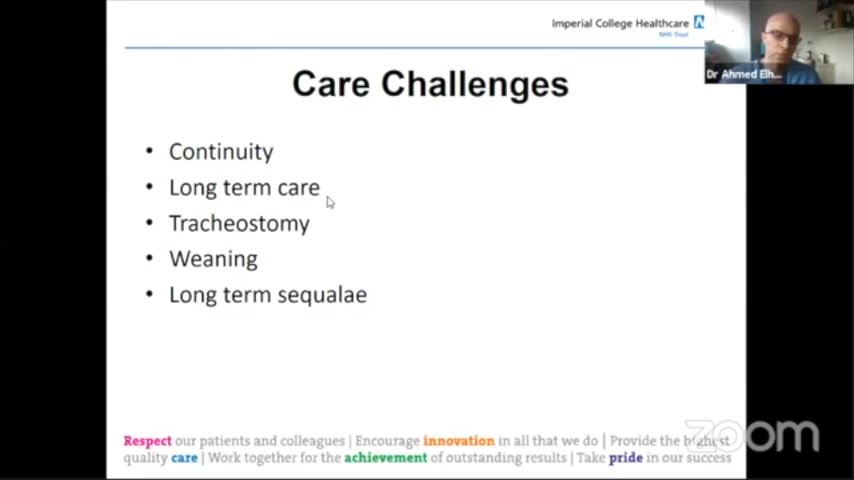 Imperial College Healthcare N
NHS Trust
Dr Ahmed Elh...
Care Challenges
• Continuity
• Long term care
• Tracheostomy
• Weaning
• Long term sequalae
Respect our patients and colleagues | Encourage innovation in all that we do | Provide the highest
quality care | Work together for the achievement of outstanding results | Take pride in our success
zoom